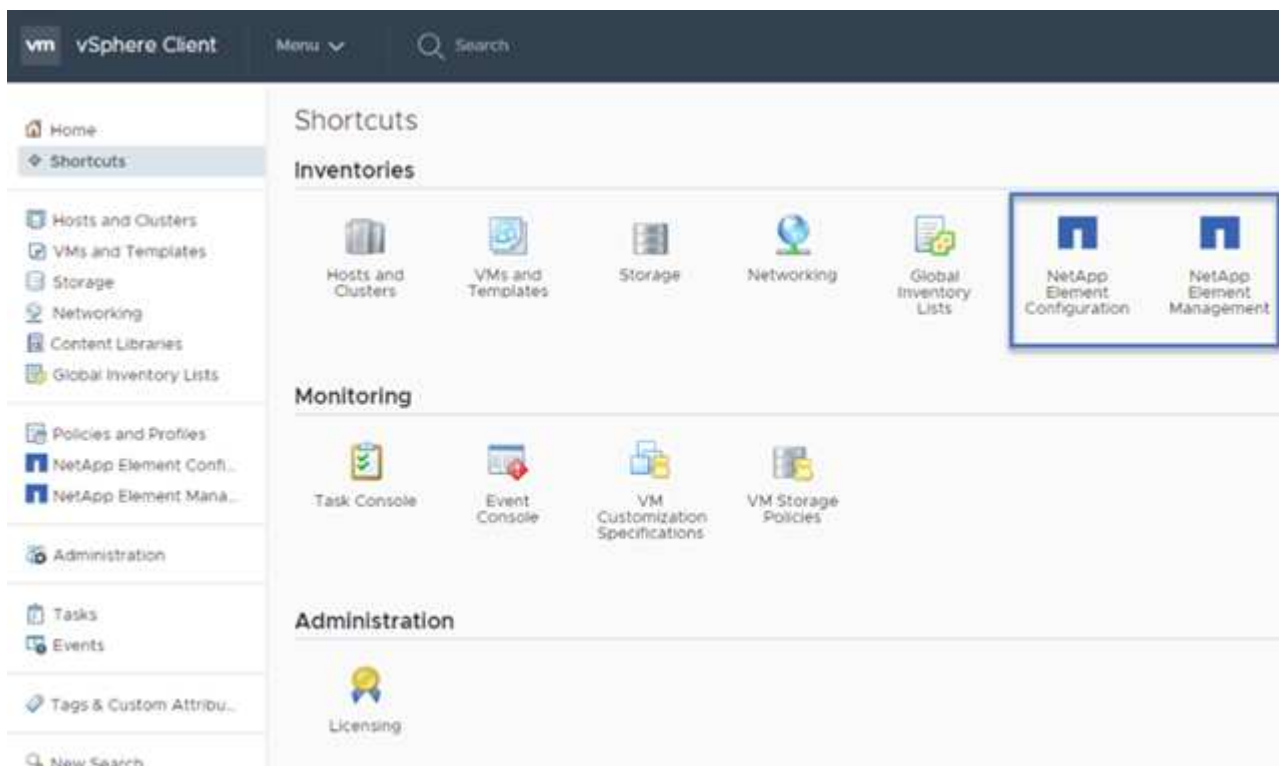 vm vSphere Client Menu Search
Home
Shortcuts
Hosts and Clusters
VMs and Templates
Storage
Networking
Content Libraries
Global Inventory Lists
Policies and Profiles
NetApp Element Confi...
NetApp Element Mana...
Administration
Tasks
Events
Tags & Custom Attribu...
New Search
Shortcuts
Inventories
Hosts and
Clusters
VMs and
Templates
Storage
Networking
Global
Inventory
Lists
NetApp
Element
Configuration
NetApp
Element
Management
Monitoring
Task Console
Event
Console
VM
Customization
Specifications
VM Storage
Policies
Administration
Licensing